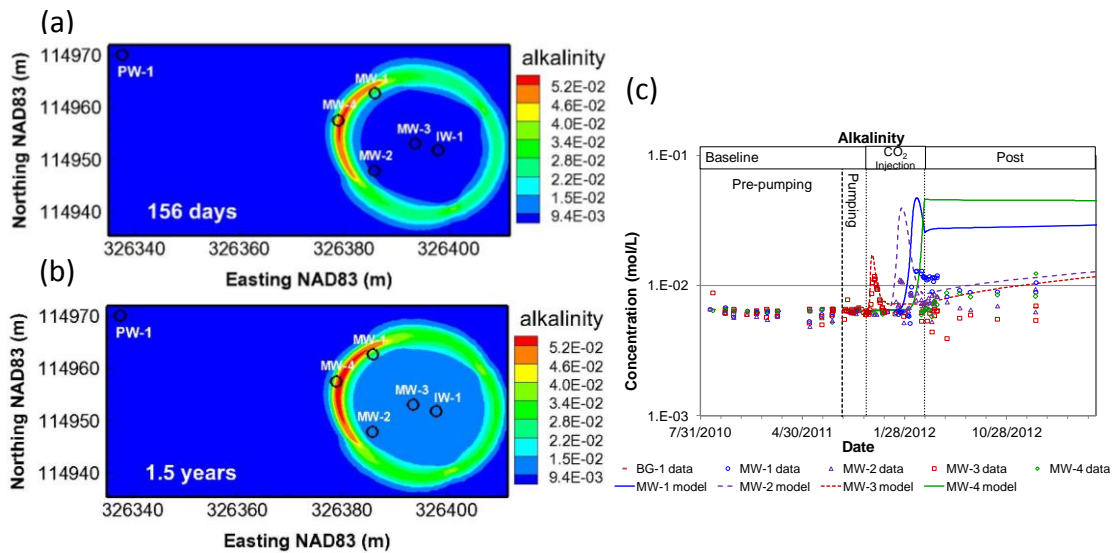 (a)
alkalinity
5.2E-02
4.6E-02
4.0E-02
3.4E-02
2.8E-02
2.2E-02
1.5E-02
9.4E-03
Northing NAD83 (m)
114970
114960
114950
114940
PW-1
MW-1
MW-4
MW-3
IW-1
MW-2
156 days
326340
326360
326380
326400
Easting NAD83 (m)
(b)
alkalinity
5.2E-02
4.6E-02
4.0E-02
3.4E-02
2.8E-02
2.2E-02
1.5E-02
9.4E-03
Northing NAD83 (m)
114970
114960
114950
114940
PW-1
MW-1
MW-4
MW-3
IW-1
MW-2
1.5 years
326340
326360
326380
326400
Easting NAD83 (m)
(c)
Alkalinity
Baseline
CO2
Injection
Post
Pre-pumping
Pumping
Concentration (mol/L)
1.E-01
1.E-02
1.E-03
7/31/2010
4/30/2011
1/28/2012
10/28/2012
Date
BG-1 data
MW-1 data
MW-2 data
MW-3 data
MW-4 data
MW-1 model
MW-2 model
MW-3 model
MW-4 model